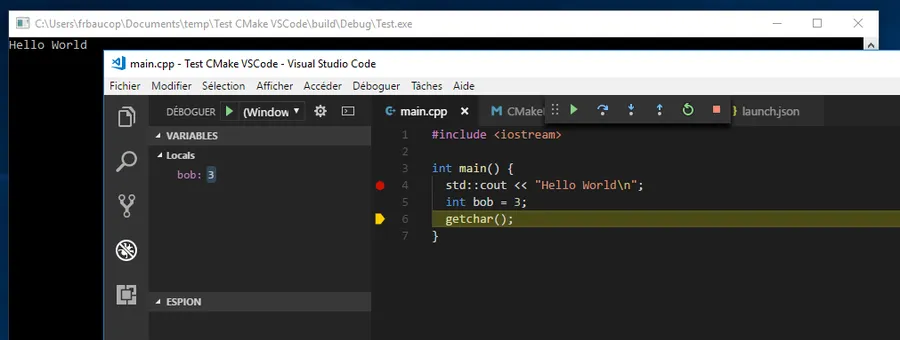 C:\Users\frbaucop\Documents\temp\Test CMake VSCode\build\Debug\Test.exe
Hello World
main.cpp - Test CMake VSCode - Visual Studio Code
Fichier Modifier Sélection Afficher Accéder Déboguer Tâches Aide
DÉBOGUER (Window
main.cpp CMake launch.json
VARIABLES
Locals
bob: 3
ESPION
1 #include <iostream>
2
3 int main() {
4 std::cout << "Hello World\n";
5 int bob = 3;
6 getchar();
7 }